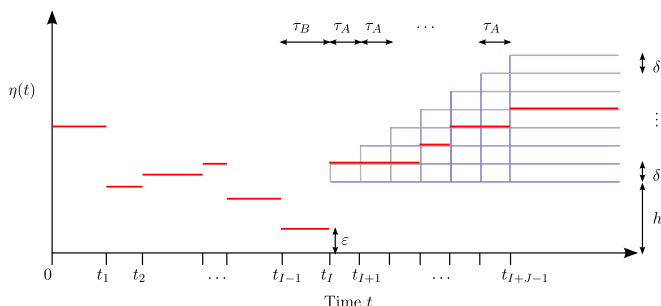 τ_B τ_A τ_A ⋯ τ_A
η(t)
δ
⋮
δ
h
ε
0 t_1 t_2 … t_{I−1} t_I t_{I+1} … t_{I+J−1}
Time t